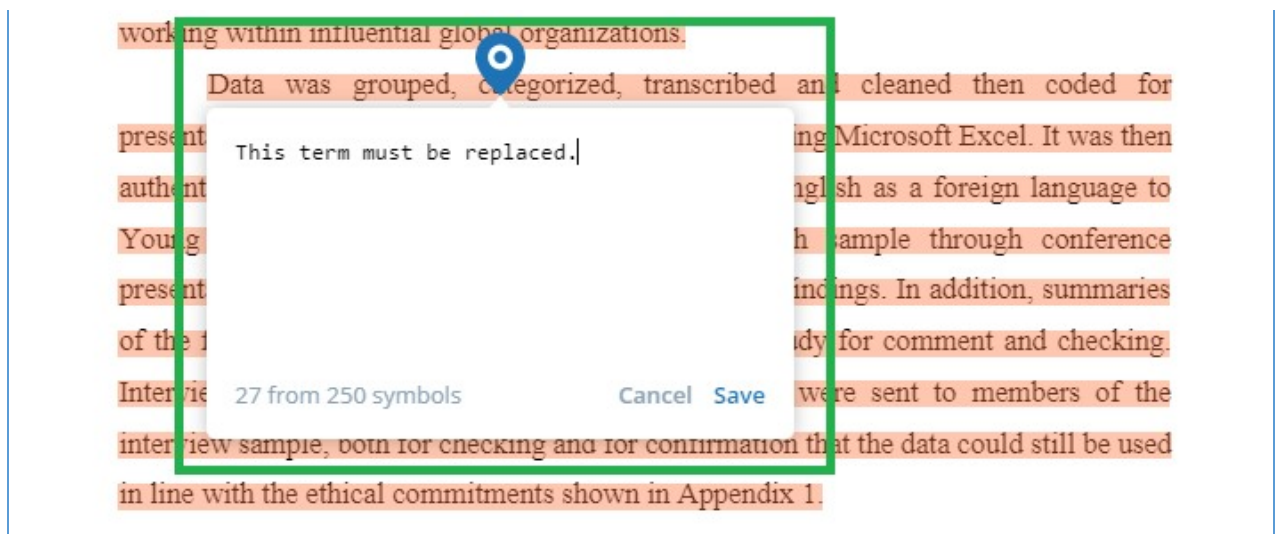 working within influential global organizations.
Data was grouped, categorized, transcribed and cleaned then coded for
present ing Microsoft Excel. It was then
authent nglish as a foreign language to
Young h sample through conference
present indings. In addition, summaries
of the f udy for comment and checking.
Intervie were sent to members of the
interview sample, both for checking and for confirmation that the data could still be used
in line with the ethical commitments shown in Appendix 1.
This term must be replaced.
27 from 250 symbols Cancel Save